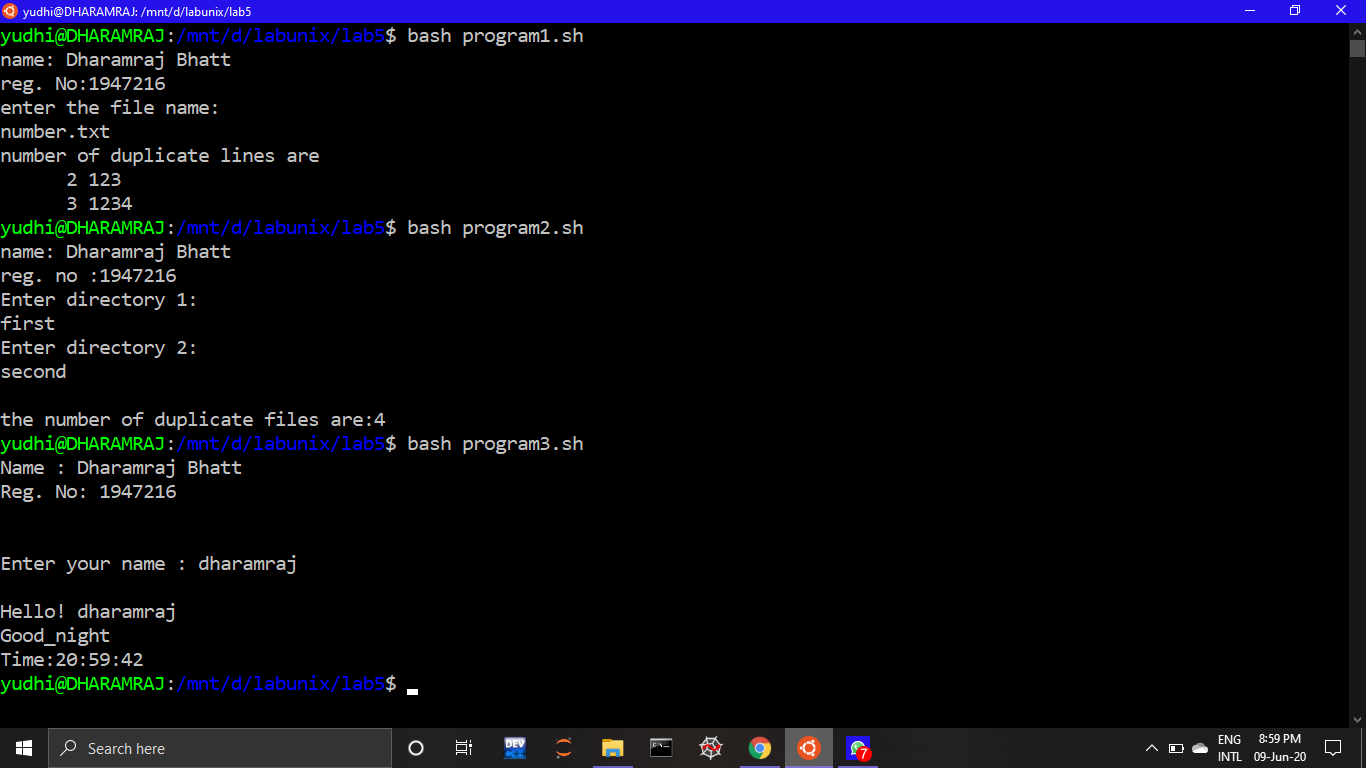 yudhi@DHARAMRAJ: /mnt/d/labunix/lab5
yudhi@DHARAMRAJ:/mnt/d/labunix/lab5$ bash program1.sh
name: Dharamraj Bhatt
reg. No:1947216
enter the file name:
number.txt
number of duplicate lines are
      2 123
      3 1234
yudhi@DHARAMRAJ:/mnt/d/labunix/lab5$ bash program2.sh
name: Dharamraj Bhatt
reg. no :1947216
Enter directory 1:
first
Enter directory 2:
second
the number of duplicate files are:4
yudhi@DHARAMRAJ:/mnt/d/labunix/lab5$ bash program3.sh
Name : Dharamraj Bhatt
Reg. No: 1947216
Enter your name : dharamraj
Hello! dharamraj
Good_night
Time:20:59:42
yudhi@DHARAMRAJ:/mnt/d/labunix/lab5$
Search here
DEV
7
ENG
INTL
8:59 PM
09-Jun-20